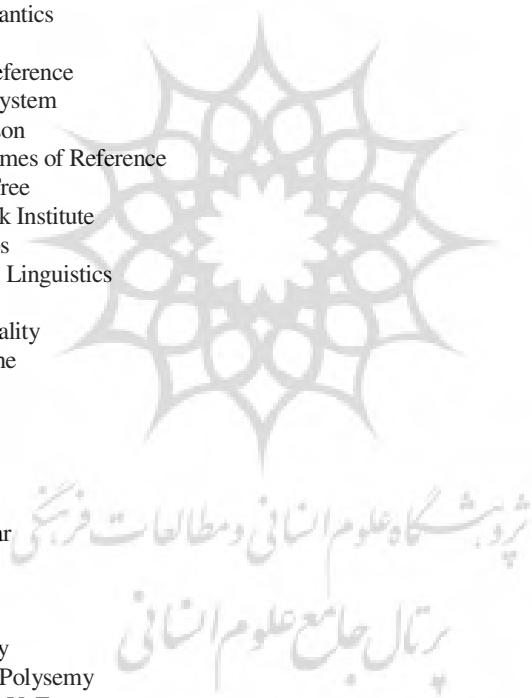 antics
eference
ystem
on
mes of Reference
ree
k Institute
s
Linguistics
ality
ne
ar
پژوهشگاه علوم انسانی و مطالعات فرهنگی
پرتال جامع علوم انسانی
y
Polysemy